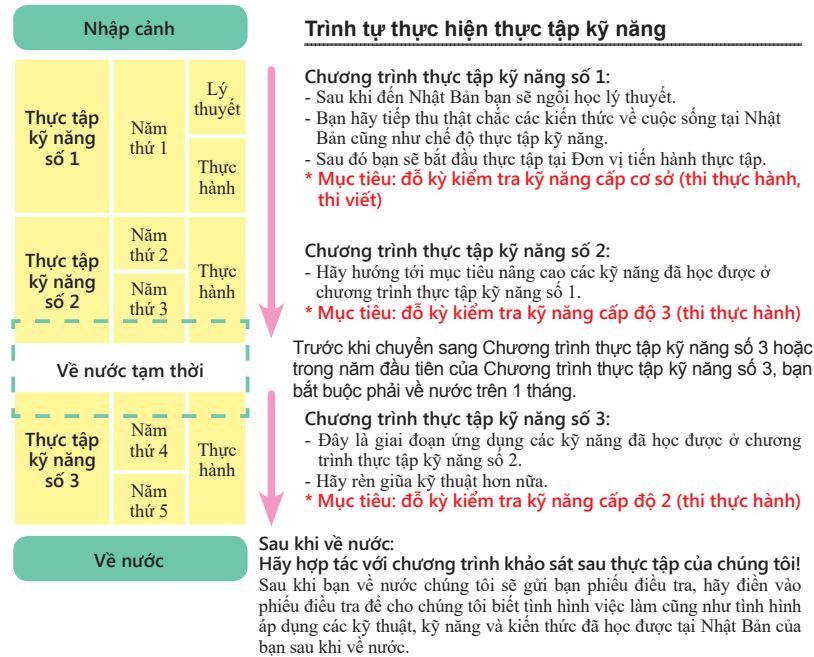 Nhập cảnh
Thực tập
kỹ năng
số 1
Năm
thứ 1
Lý
thuyết
Thực
hành
Thực tập
kỹ năng
số 2
Năm
thứ 2
Năm
thứ 3
Thực
hành
Về nước tạm thời
Thực tập
kỹ năng
số 3
Năm
thứ 4
Năm
thứ 5
Thực
hành
Về nước
Trình tự thực hiện thực tập kỹ năng
Chương trình thực tập kỹ năng số 1:
- Sau khi đến Nhật Bản bạn sẽ ngồi học lý thuyết.
- Bạn hãy tiếp thu thật chắc các kiến thức về cuộc sống tại Nhật
Bản cũng như chế độ thực tập kỹ năng.
- Sau đó bạn sẽ bắt đầu thực tập tại Đơn vị tiến hành thực tập.
* Mục tiêu: đỗ kỳ kiểm tra kỹ năng cấp cơ sở (thi thực hành,
thi viết)
Chương trình thực tập kỹ năng số 2:
- Hãy hướng tới mục tiêu nâng cao các kỹ năng đã học được ở
chương trình thực tập kỹ năng số 1.
* Mục tiêu: đỗ kỳ kiểm tra kỹ năng cấp độ 3 (thi thực hành)
Trước khi chuyển sang Chương trình thực tập kỹ năng số 3 hoặc
trong năm đầu tiên của Chương trình thực tập kỹ năng số 3, bạn
bắt buộc phải về nước trên 1 tháng.
Chương trình thực tập kỹ năng số 3:
- Đây là giai đoạn ứng dụng các kỹ năng đã học được ở chương
trình thực tập kỹ năng số 2.
- Hãy rèn giũa kỹ thuật hơn nữa.
* Mục tiêu: đỗ kỳ kiểm tra kỹ năng cấp độ 2 (thi thực hành)
Sau khi về nước:
Hãy hợp tác với chương trình khảo sát sau thực tập của chúng tôi!
Sau khi bạn về nước chúng tôi sẽ gửi bạn phiếu điều tra, hãy điền vào
phiếu điều tra để cho chúng tôi biết tình hình việc làm cũng như tình hình
áp dụng các kỹ thuật, kỹ năng và kiến thức đã học được tại Nhật Bản của
bạn sau khi về nước.